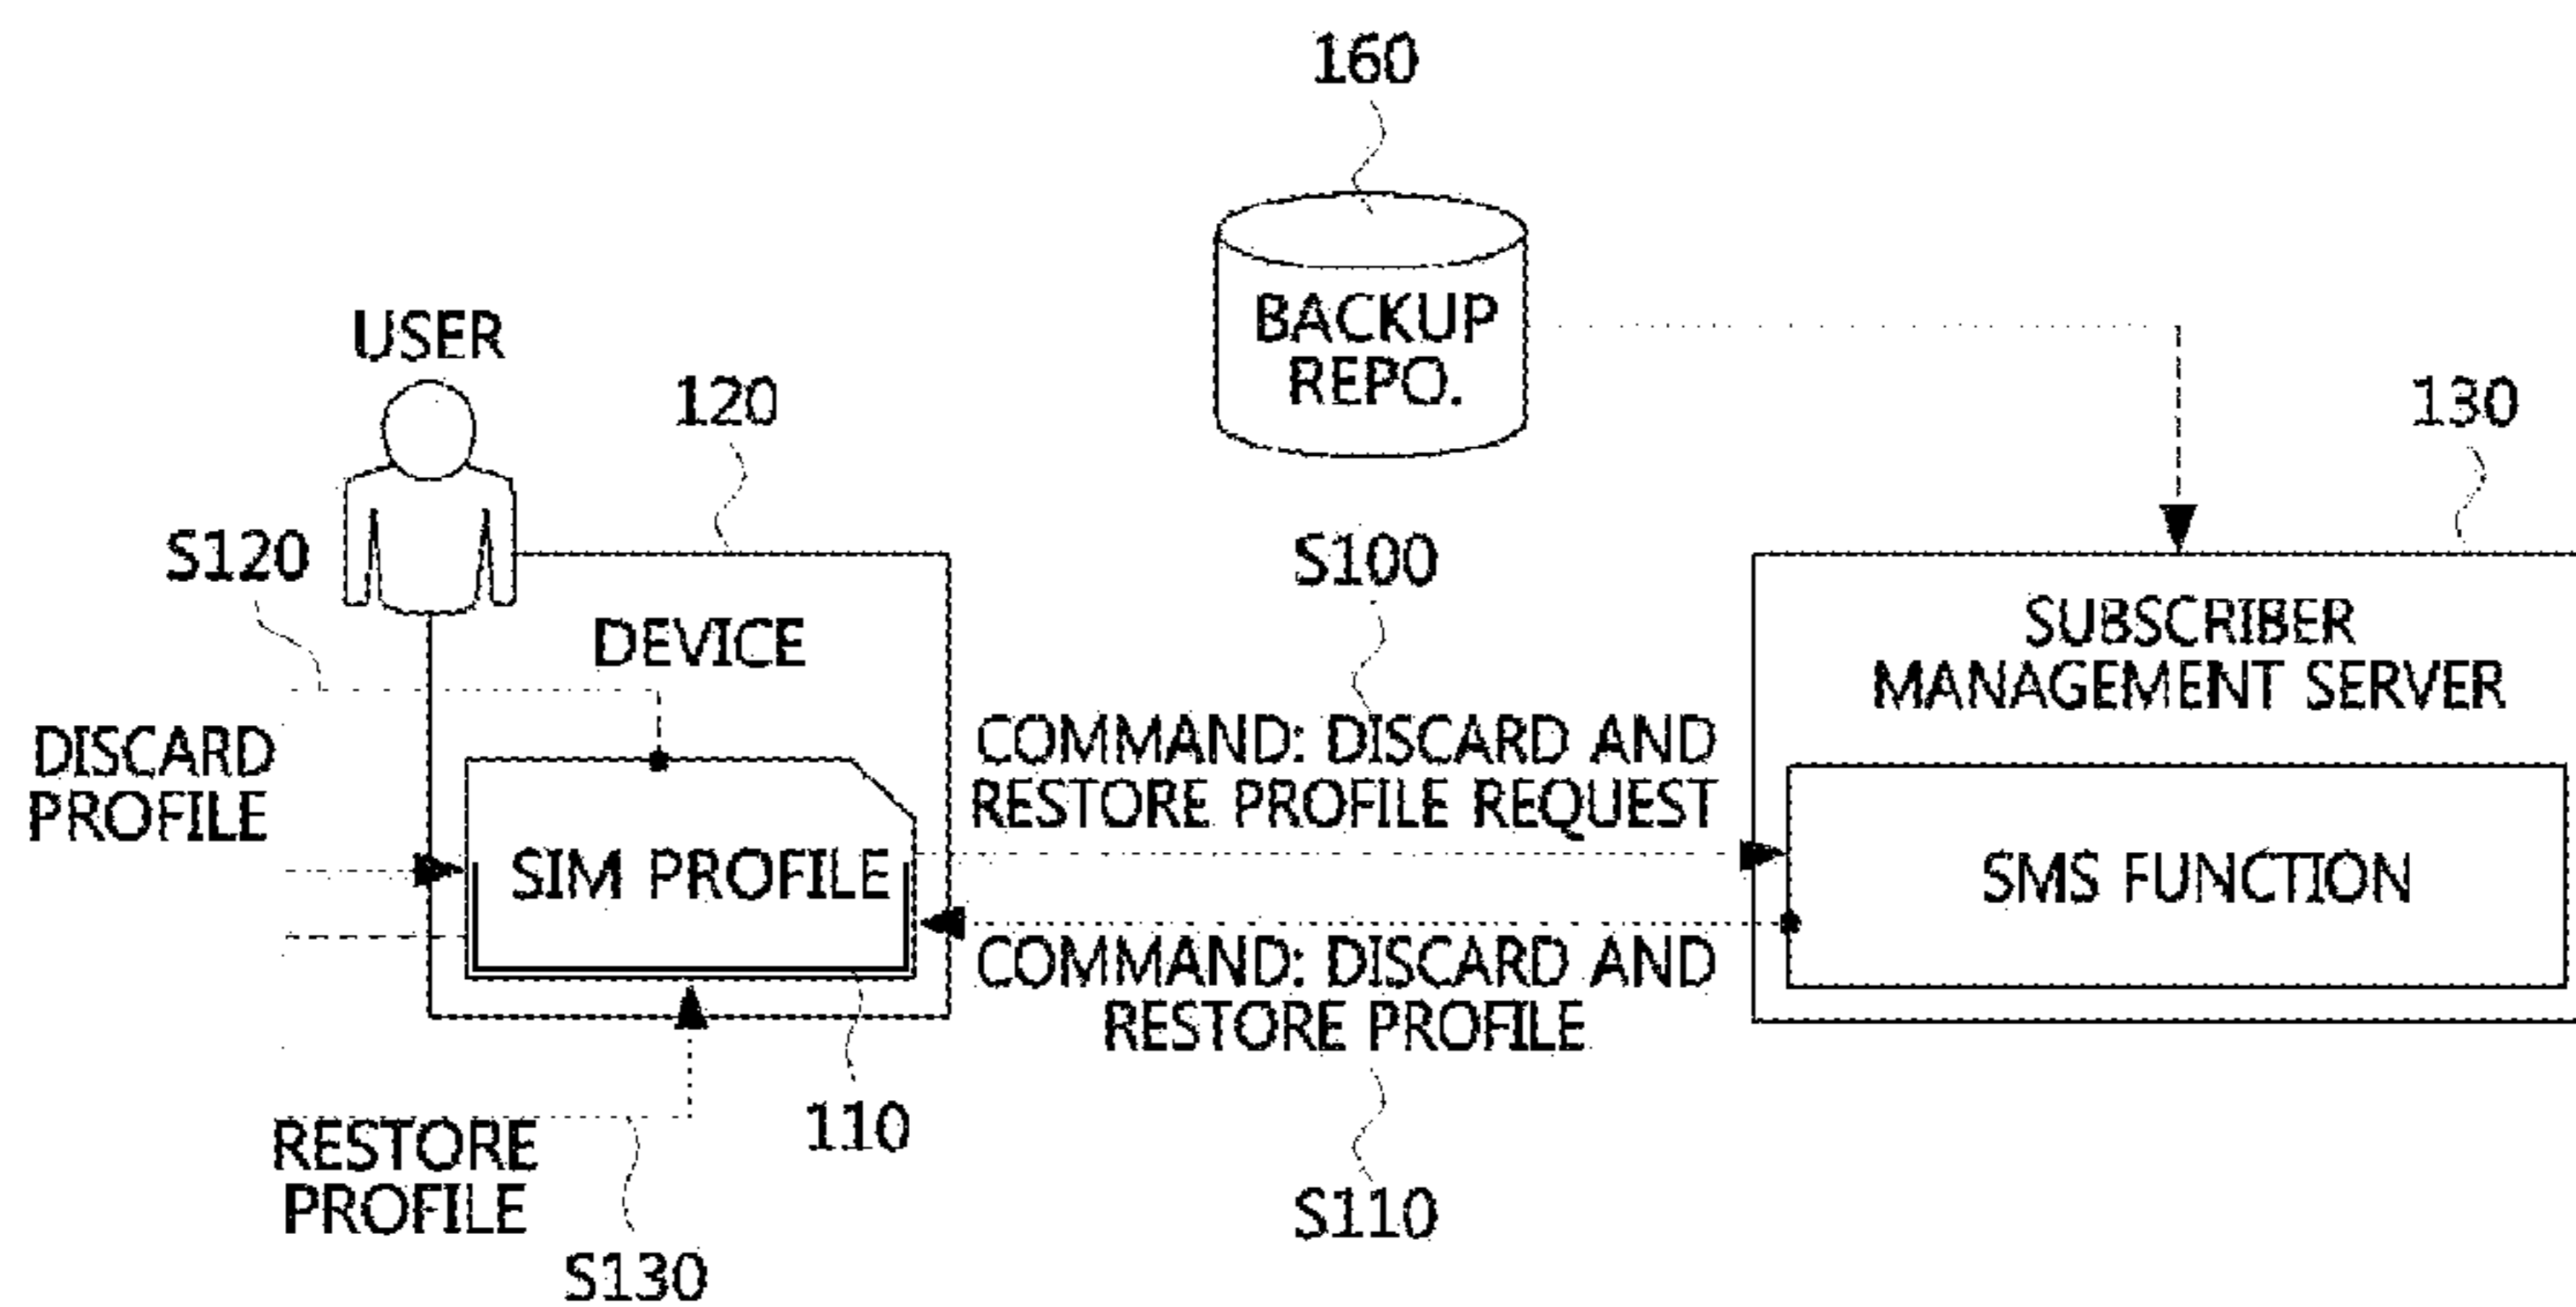 160
BACKUP
REPO.
USER
120
130
S120
S100
DEVICE
SUBSCRIBER
MANAGEMENT SERVER
DISCARD
PROFILE
COMMAND: DISCARD AND
RESTORE PROFILE REQUEST
SIM PROFILE
SMS FUNCTION
COMMAND: DISCARD AND
RESTORE PROFILE
110
RESTORE
PROFILE
S110
S130